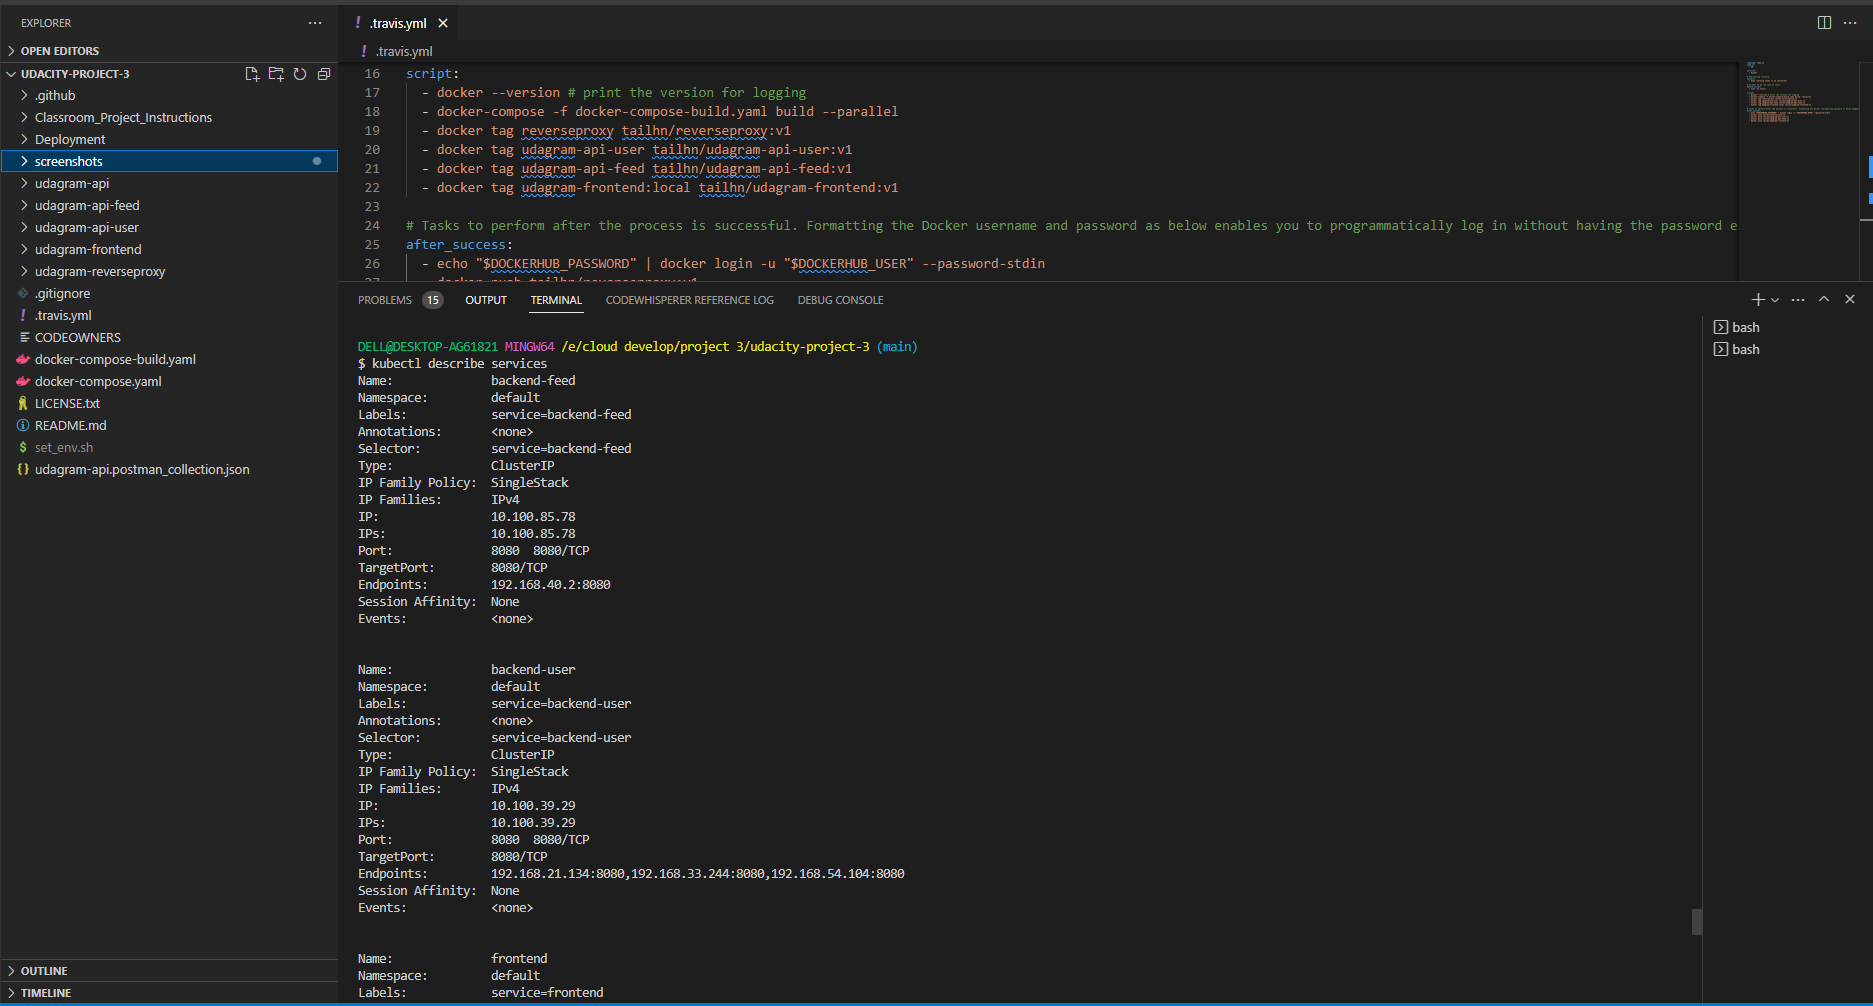 EXPLORER
OPEN EDITORS
UDACITY-PROJECT-3
.github
Classroom_Project_Instructions
Deployment
screenshots
udagram-api
udagram-api-feed
udagram-api-user
udagram-frontend
udagram-reverseproxy
.gitignore
.travis.yml
CODEOWNERS
docker-compose-build.yaml
docker-compose.yaml
LICENSE.txt
README.md
$ set_env.sh
udagram-api.postman_collection.json
OUTLINE
TIMELINE
! .travis.yml
! .travis.yml
16 script:
17 - docker --version # print the version for logging
18 - docker-compose -f docker-compose-build.yaml build --parallel
19 - docker tag reverseproxy tailhn/reverseproxy:v1
20 - docker tag udagram-api-user tailhn/udagram-api-user:v1
21 - docker tag udagram-api-feed tailhn/udagram-api-feed:v1
22 - docker tag udagram-frontend:local tailhn/udagram-frontend:v1
23
24 # Tasks to perform after the process is successful. Formatting the Docker username and password as below enables you to programmatically log in without having the password e
25 after_success:
26 - echo "$DOCKERHUB_PASSWORD" | docker login -u "$DOCKERHUB_USER" --password-stdin
27 - docker push tailhn/reverseproxy:v1
PROBLEMS 15 OUTPUT TERMINAL CODEWHISPERER REFERENCE LOG DEBUG CONSOLE
bash
bash
DELL@DESKTOP-AG61821 MINGW64 /e/cloud develop/project 3/udacity-project-3 (main)
$ kubectl describe services
Name: backend-feed
Namespace: default
Labels: service=backend-feed
Annotations: <none>
Selector: service=backend-feed
Type: ClusterIP
IP Family Policy: SingleStack
IP Families: IPv4
IP: 10.100.85.78
IPs: 10.100.85.78
Port: 8080 8080/TCP
TargetPort: 8080/TCP
Endpoints: 192.168.40.2:8080
Session Affinity: None
Events: <none>
Name: backend-user
Namespace: default
Labels: service=backend-user
Annotations: <none>
Selector: service=backend-user
Type: ClusterIP
IP Family Policy: SingleStack
IP Families: IPv4
IP: 10.100.39.29
IPs: 10.100.39.29
Port: 8080 8080/TCP
TargetPort: 8080/TCP
Endpoints: 192.168.21.134:8080,192.168.33.244:8080,192.168.54.104:8080
Session Affinity: None
Events: <none>
Name: frontend
Namespace: default
Labels: service=frontend